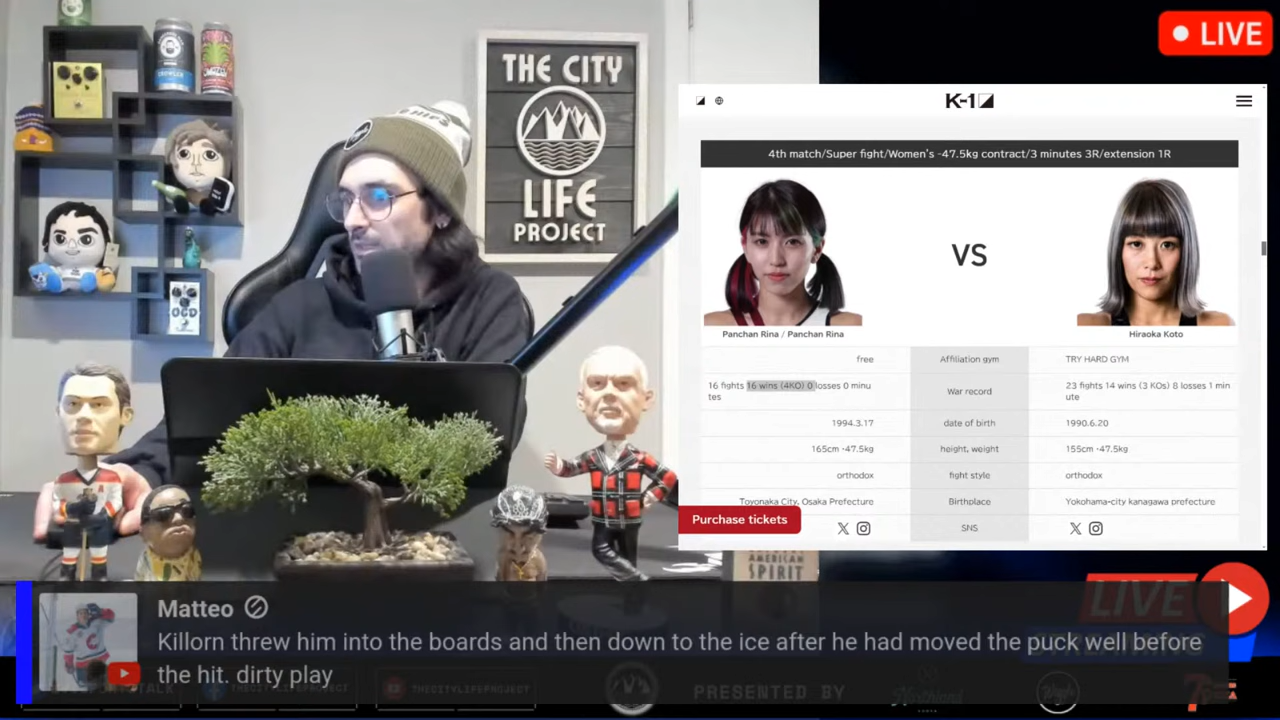 LIVE
THE CITY
LIFE
PROJECT
OCD
K-1
4th match/Super fight/Women's -47.5kg contract/3 minutes 3R/extension 1R
VS
Panchan Rina / Panchan Rina
Hiraoka Koto
free
Affiliation gym
TRY HARD GYM
16 fights 16 wins (4KO) 0 losses 0 minu
tes
War record
23 fights 14 wins (3 KOs) 8 losses 1 min
ute
1994.3.17
date of birth
1990.6.20
165cm -47.5kg
height, weight
155cm -47.5kg
orthodox
fight style
orthodox
Toyonaka City, Osaka Prefecture
Birthplace
Yokohama-city kanagawa prefecture
Purchase tickets
SNS
AMERICAN
SPIRIT
LIVE
STREAMING
Matteo
Killorn threw him into the boards and then down to the ice after he had moved the puck well before
the hit. dirty play
THECITYLIFEPROJECT
THECITYLIFEPROJECT
PRESENTED BY